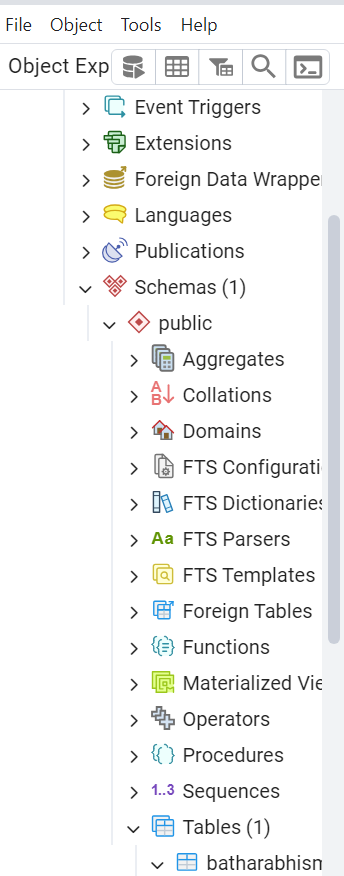 File Object Tools Help
Object Exp
Event Triggers
Extensions
Foreign Data Wrappe
Languages
Publications
Schemas (1)
public
Aggregates
A
B
Collations
Domains
FTS Configurati
FTS Dictionaries
Aa FTS Parsers
FTS Templates
Foreign Tables
Functions
Materialized Vie
Operators
Procedures
1..3 Sequences
Tables (1)
batharabhism